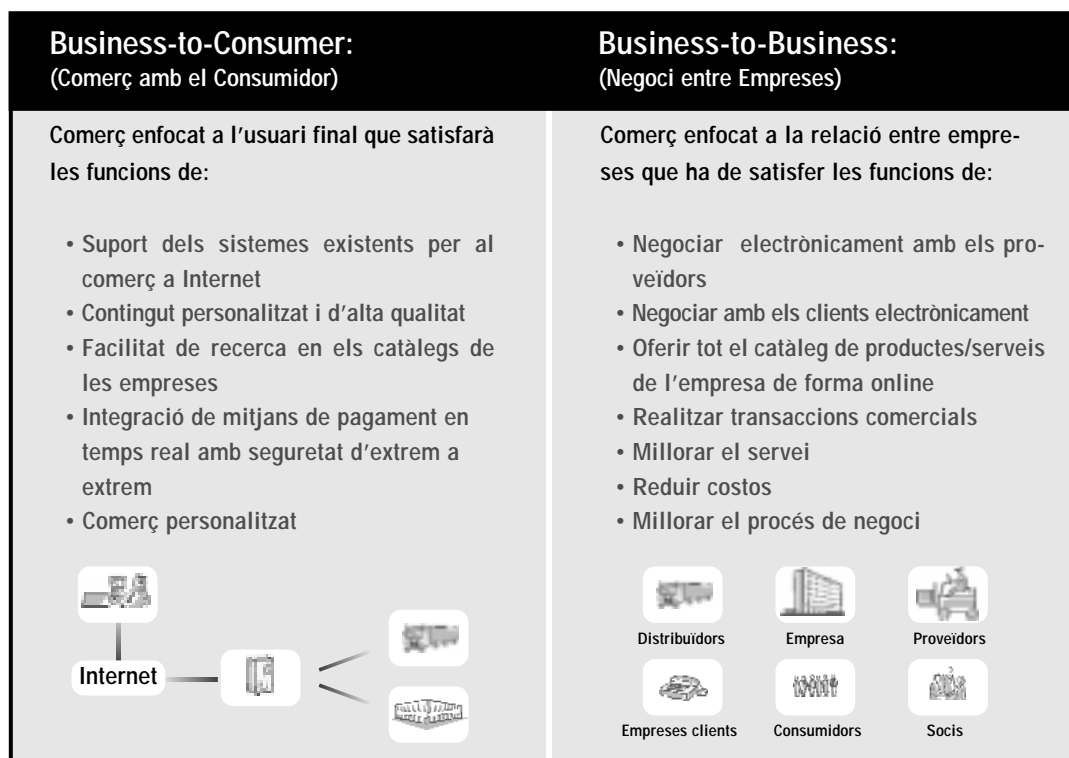 Business-to-Consumer:
(Comerç amb el Consumidor)
Comerç enfocat a l'usuari final que satisfarà
les funcions de:
• Suport dels sistemes existents per al
comerç a Internet
• Contingut personalitzat i d'alta qualitat
• Facilitat de recerca en els catàlegs de
les empreses
• Integració de mitjans de pagament en
temps real amb seguretat d'extrem a
extrem
• Comerç personalitzat
Internet
Business-to-Business:
(Negoci entre Empreses)
Comerç enfocat a la relació entre empre-
ses que ha de satisfer les funcions de:
• Negociar electrònicament amb els pro-
veïdors
• Negociar amb els clients electrònicament
• Oferir tot el catàleg de productes/serveis
de l'empresa de forma online
• Realitzar transaccions comercials
• Millorar el servei
• Reduir costos
• Millorar el procés de negoci
Distribuïdors Empresa Proveïdors
Empreses clients Consumidors Socis